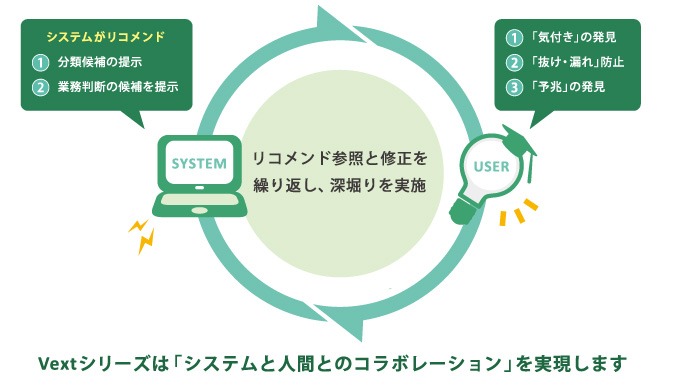 システムがリコメンド
1 分類候補の提示
2 業務判断の候補を提示
1 「気付き」の発見
2 「抜け・漏れ」防止
3 「予兆」の発見
SYSTEM
リコメンド参照と修正を
繰り返し、深堀りを実施
USER
Vextシリーズは「システムと人間とのコラボレーション」を実現します